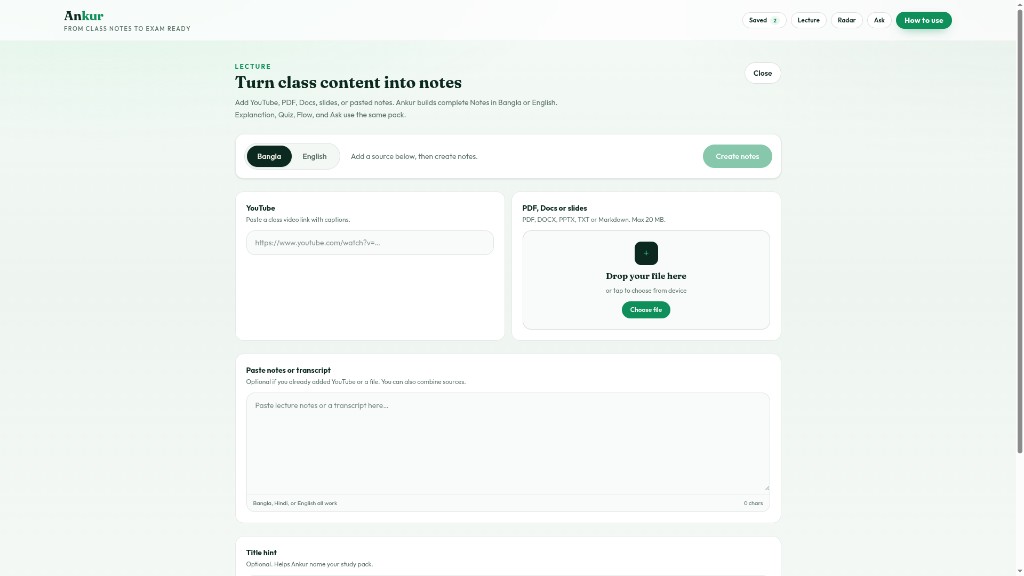 Ankur
FROM CLASS NOTES TO EXAM READY
Saved 2
Lecture
Radar
Ask
How to use
LECTURE
Turn class content into notes
Close
Add YouTube, PDF, Docs, slides, or pasted notes. Ankur builds complete Notes in Bangla or English.
Explanation, Quiz, Flow, and Ask use the same pack.
Bangla
English
Add a source below, then create notes.
Create notes
YouTube
Paste a class video link with captions.
https://www.youtube.com/watch?v=...
PDF, Docs or slides
PDF, DOCX, PPTX, TXT or Markdown. Max 20 MB.
+
Drop your file here
or tap to choose from device
Choose file
Paste notes or transcript
Optional if you already added YouTube or a file. You can also combine sources.
Paste lecture notes or a transcript here...
Bangla, Hindi, or English all work
0 chars
Title hint
Optional. Helps Ankur name your study pack.